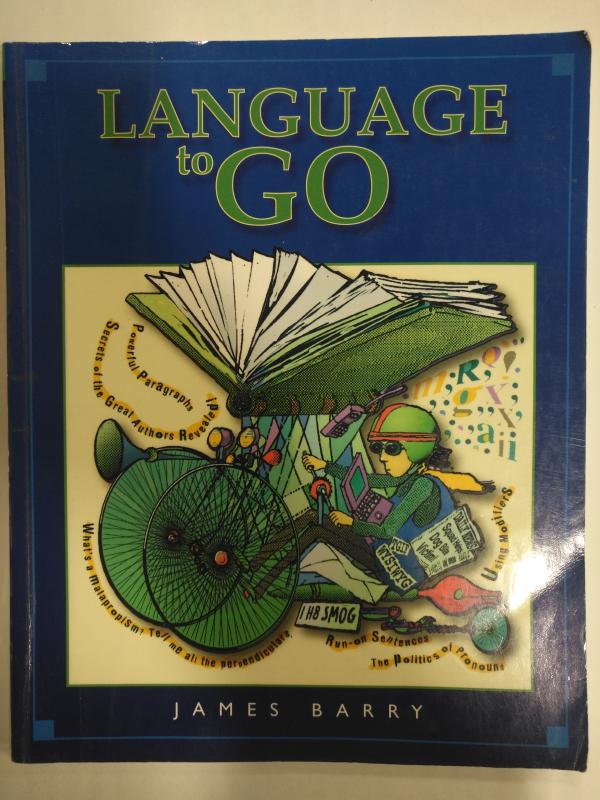 LANGUAGE
to GO
Powerful Paragraphs
Secrets of the Great Authors Revealed!
What's a malapropism? Tell me all the perpendiculars.
Using Modifiers
WYSIWYG
I H8 SMOG
Run-on Sentences
The Politics of Pronouns
JAMES BARRY